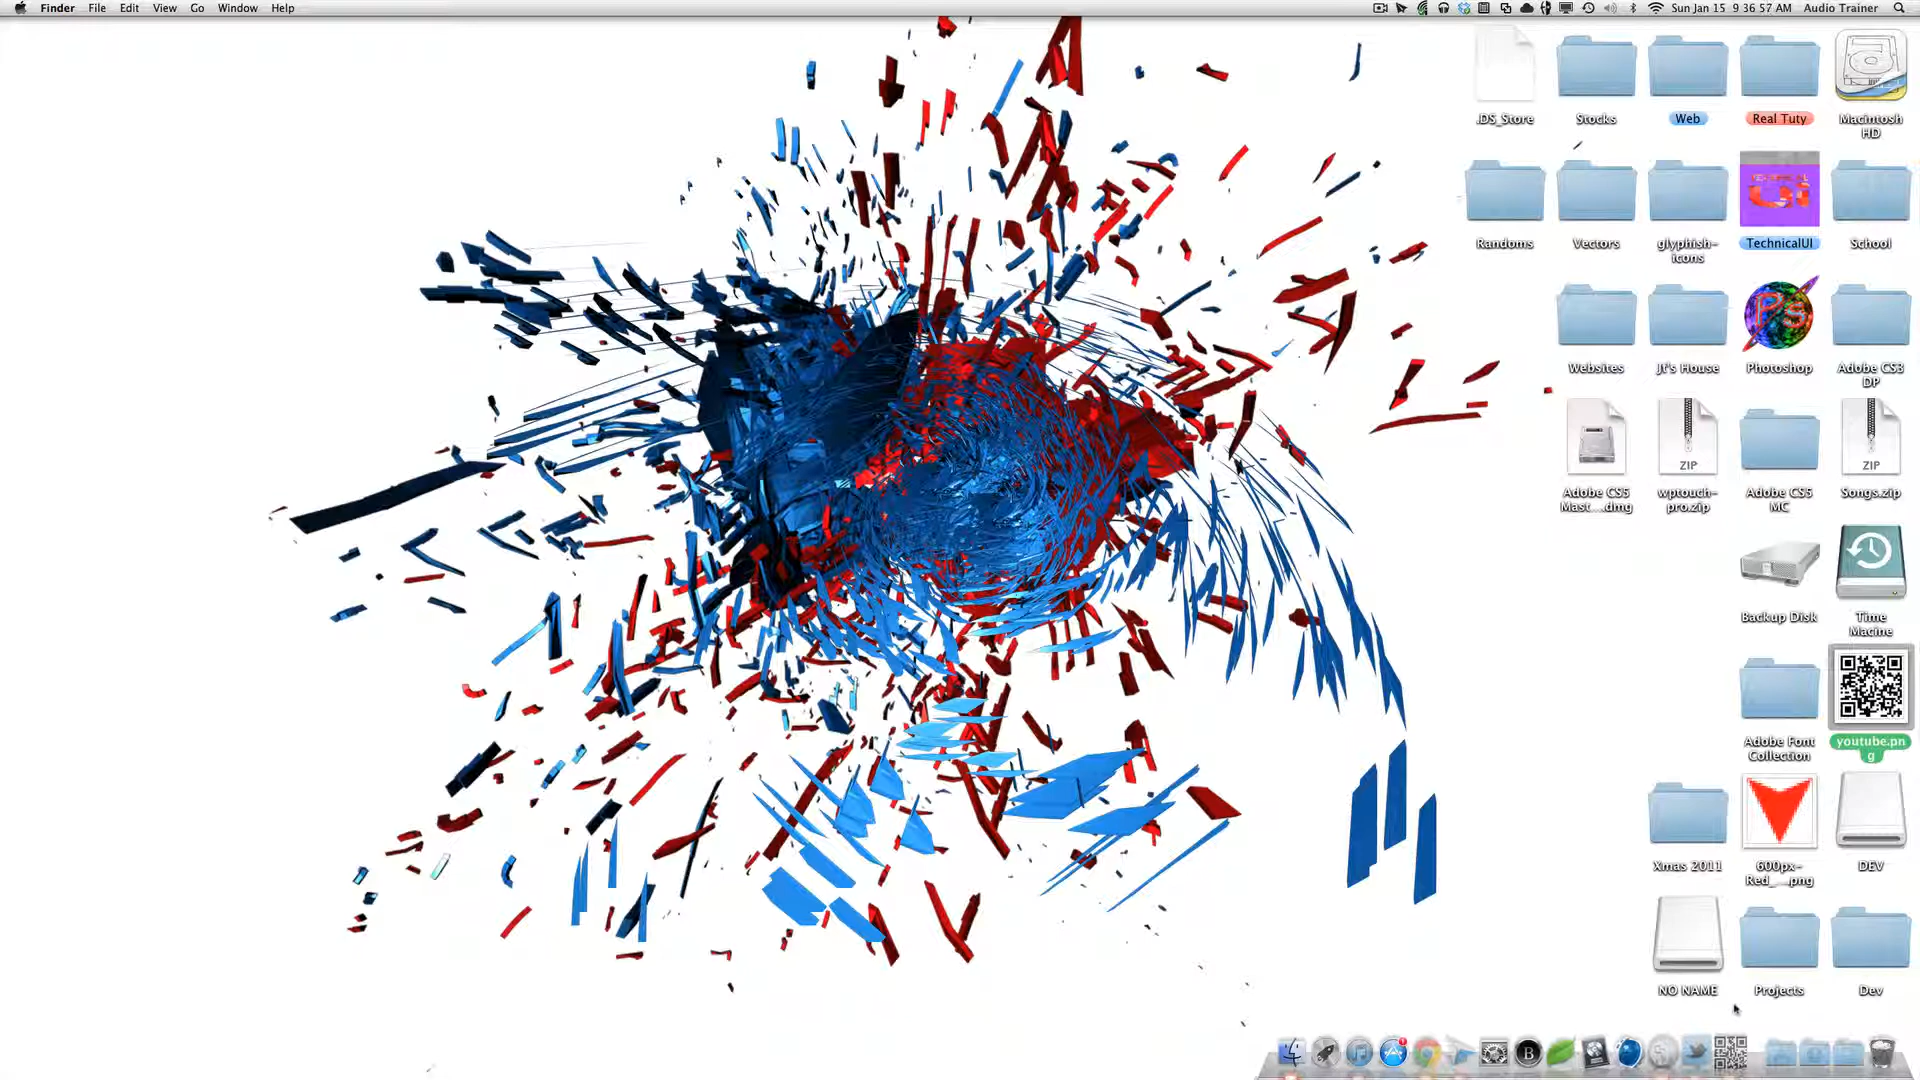 Finder File Edit View Go Window Help Sun Jan 15 9:36:57 AM Audio Trainer
.DS_Store Stocks Web Real Tuty Macintosh
HD
Randoms Vectors glyphish-
icons TechnicalUI School
Ps
Websites Jt's House Photoshop Adobe CS3
DP
ZIP ZIP
Adobe CS5
Mast....dmg wptouch-
pro.zip Adobe CS5
MC Songs.zip
Backup Disk Time
Macine
Adobe Font
Collection youtube.pn
g
Xmas 2011 600px-
Red_...png DEV
NO NAME Projects Dev